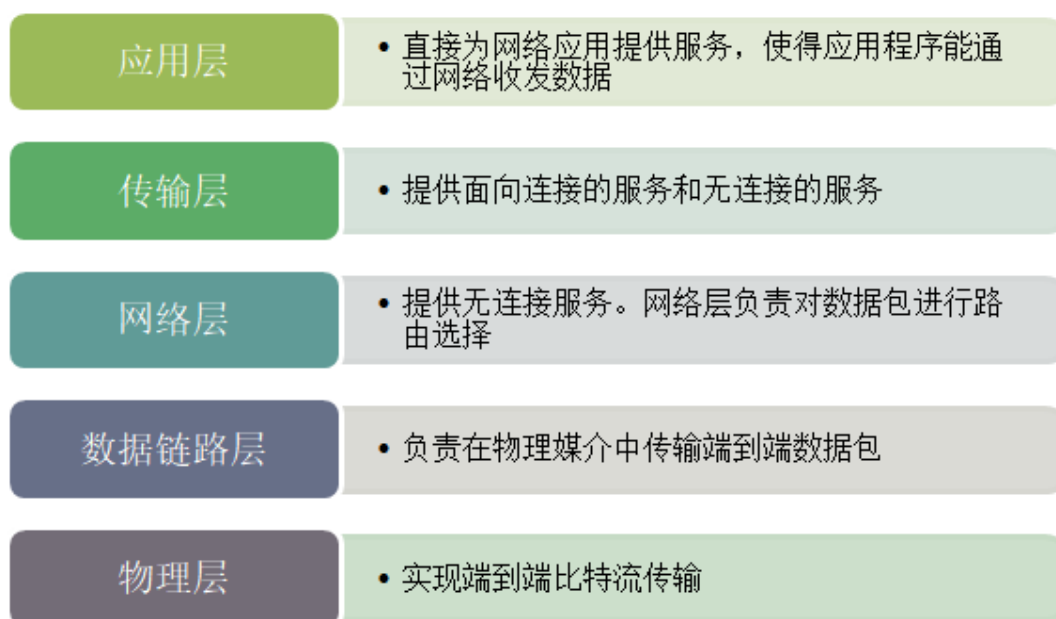 应用层
• 直接为网络应用提供服务，使得应用程序能通
过网络收发数据
传输层
• 提供面向连接的服务和无连接的服务
网络层
• 提供无连接服务。网络层负责对数据包进行路
由选择
数据链路层
• 负责在物理媒介中传输端到端数据包
物理层
• 实现端到端比特流传输